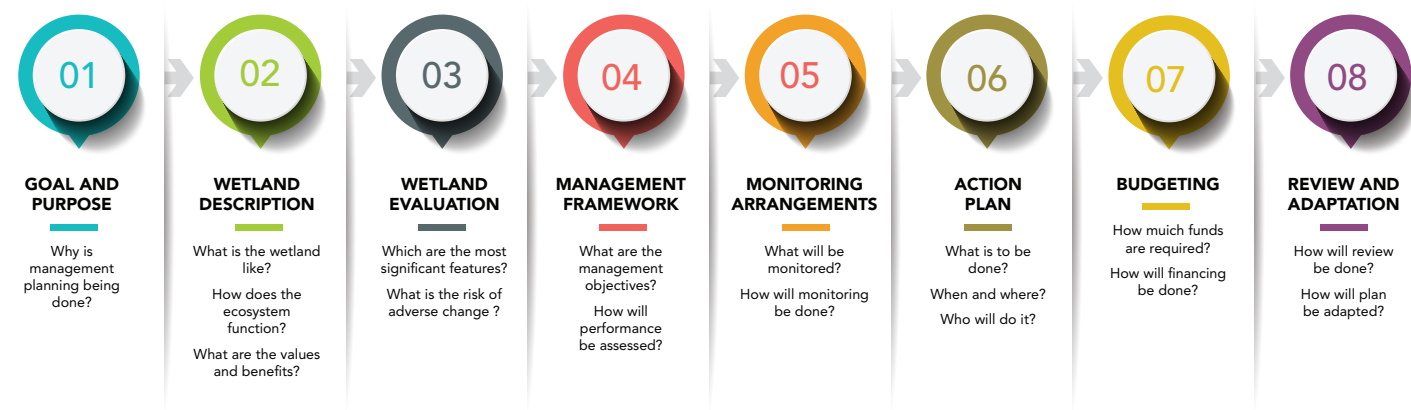 01
GOAL AND
PURPOSE
Why is
management
planning being
done?
02
WETLAND
DESCRIPTION
What is the wetland
like?
How does the
ecosystem
function?
What are the values
and benefits?
03
WETLAND
EVALUATION
Which are the most
significant features?
What is the risk of
adverse change ?
04
MANAGEMENT
FRAMEWORK
What are the
management
objectives?
How will
performance
be assessed?
05
MONITORING
ARRANGEMENTS
What will be
monitored?
How will monitoring
be done?
06
ACTION
PLAN
What is to be
done?
When and where?
Who will do it?
07
BUDGETING
How muich funds
are required?
How will financing
be done?
08
REVIEW AND
ADAPTATION
How will review
be done?
How will plan
be adapted?